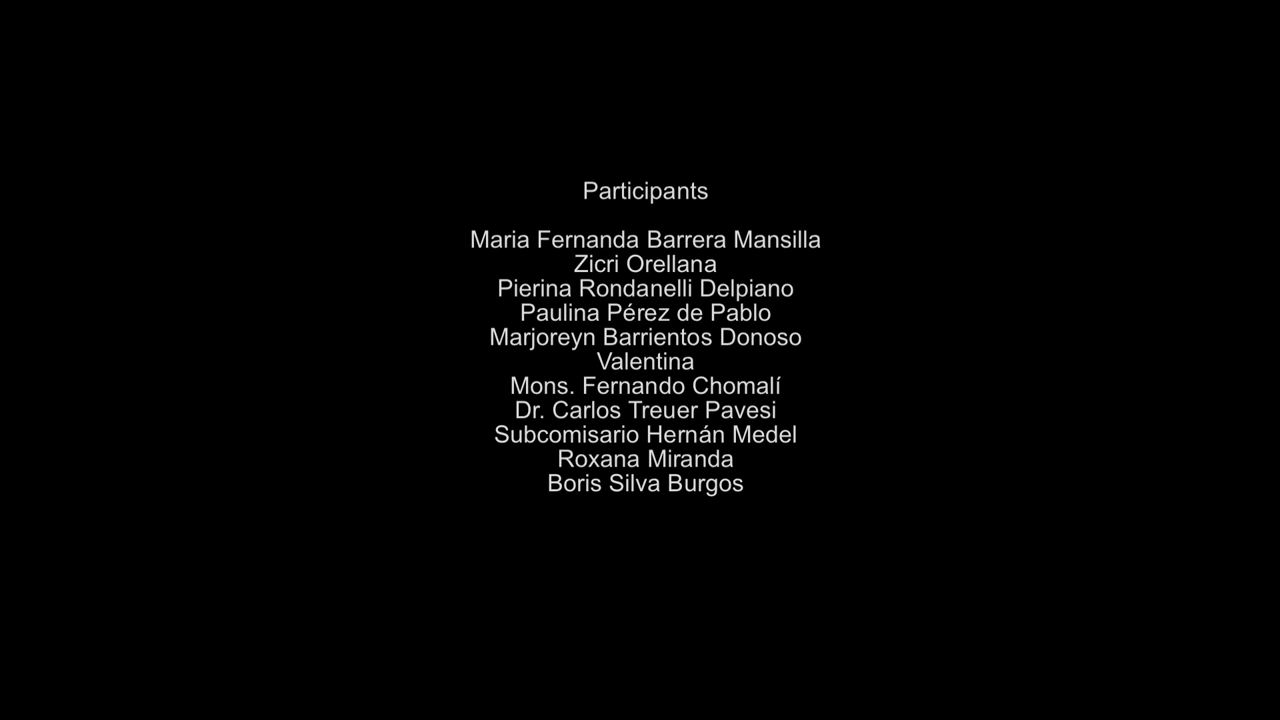 Participants
Maria Fernanda Barrera Mansilla
Zicri Orellana
Pierina Rondanelli Delpiano
Paulina Pérez de Pablo
Marjoreyn Barrientos Donoso
Valentina
Mons. Fernando Chomalí
Dr. Carlos Treuer Pavesi
Subcomisario Hernán Medel
Roxana Miranda
Boris Silva Burgos